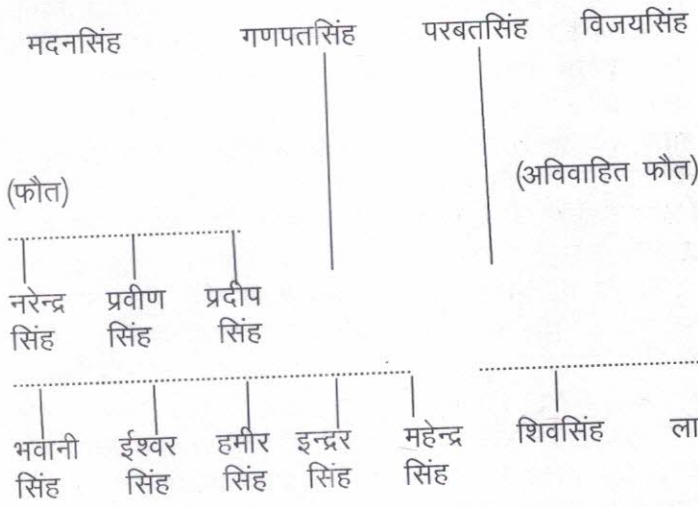 मदनसिंह गणपतसिंह परबतसिंह विजयसिंह
(फौत) (अविवाहित फौत)
नरेन्द्र प्रवीण प्रदीप
सिंह सिंह सिंह
भवानी ईश्वर हमीर इन्द्रर महेन्द्र शिवसिंह ला
सिंह सिंह सिंह सिंह सिंह